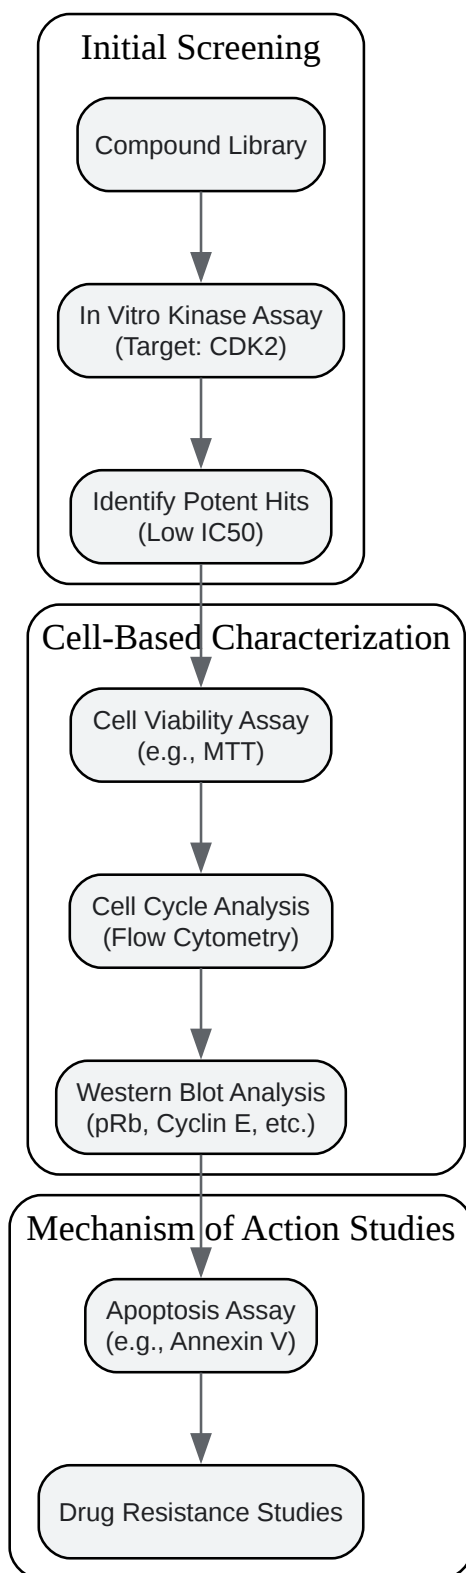 Initial Screening
Compound Library
In Vitro Kinase Assay
(Target: CDK2)
Identify Potent Hits
(Low IC50)
Cell-Based Characterization
Cell Viability Assay
(e.g., MTT)
Cell Cycle Analysis
(Flow Cytometry)
Western Blot Analysis
(pRb, Cyclin E, etc.)
Mechanism of Action Studies
Apoptosis Assay
(e.g., Annexin V)
Drug Resistance Studies